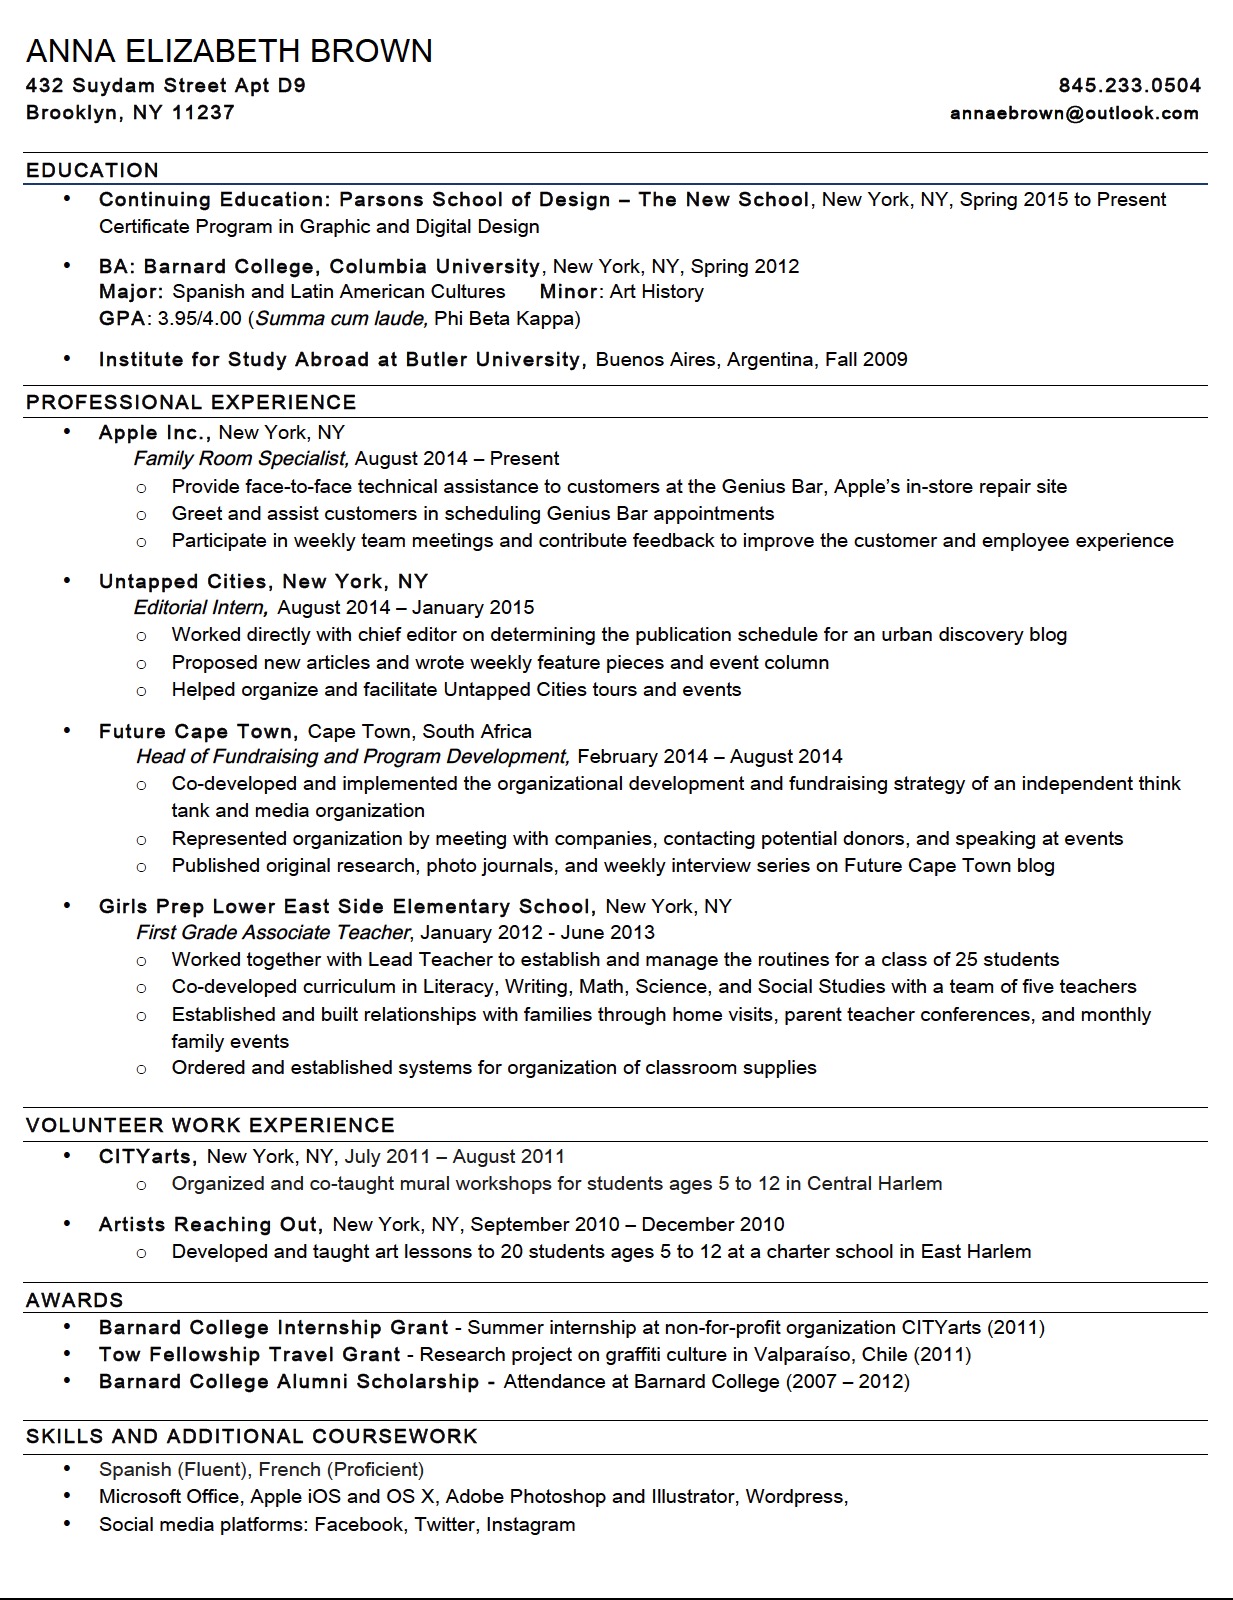 ANNA ELIZABETH BROWN
432 Suydam Street Apt D9 845.233.0504
Brooklyn, NY 11237 annaebrown@outlook.com
EDUCATION
• Continuing Education: Parsons School of Design – The New School, New York, NY, Spring 2015 to Present
Certificate Program in Graphic and Digital Design
• BA: Barnard College, Columbia University, New York, NY, Spring 2012
Major: Spanish and Latin American Cultures Minor: Art History
GPA: 3.95/4.00 (Summa cum laude, Phi Beta Kappa)
• Institute for Study Abroad at Butler University, Buenos Aires, Argentina, Fall 2009
PROFESSIONAL EXPERIENCE
• Apple Inc., New York, NY
Family Room Specialist, August 2014 – Present
o Provide face-to-face technical assistance to customers at the Genius Bar, Apple’s in-store repair site
o Greet and assist customers in scheduling Genius Bar appointments
o Participate in weekly team meetings and contribute feedback to improve the customer and employee experience
• Untapped Cities, New York, NY
Editorial Intern, August 2014 – January 2015
o Worked directly with chief editor on determining the publication schedule for an urban discovery blog
o Proposed new articles and wrote weekly feature pieces and event column
o Helped organize and facilitate Untapped Cities tours and events
• Future Cape Town, Cape Town, South Africa
Head of Fundraising and Program Development, February 2014 – August 2014
o Co-developed and implemented the organizational development and fundraising strategy of an independent think
tank and media organization
o Represented organization by meeting with companies, contacting potential donors, and speaking at events
o Published original research, photo journals, and weekly interview series on Future Cape Town blog
• Girls Prep Lower East Side Elementary School, New York, NY
First Grade Associate Teacher, January 2012 - June 2013
o Worked together with Lead Teacher to establish and manage the routines for a class of 25 students
o Co-developed curriculum in Literacy, Writing, Math, Science, and Social Studies with a team of five teachers
o Established and built relationships with families through home visits, parent teacher conferences, and monthly
family events
o Ordered and established systems for organization of classroom supplies
VOLUNTEER WORK EXPERIENCE
• CITYarts, New York, NY, July 2011 – August 2011
o Organized and co-taught mural workshops for students ages 5 to 12 in Central Harlem
• Artists Reaching Out, New York, NY, September 2010 – December 2010
o Developed and taught art lessons to 20 students ages 5 to 12 at a charter school in East Harlem
AWARDS
• Barnard College Internship Grant - Summer internship at non-for-profit organization CITYarts (2011)
• Tow Fellowship Travel Grant - Research project on graffiti culture in Valparaíso, Chile (2011)
• Barnard College Alumni Scholarship - Attendance at Barnard College (2007 – 2012)
SKILLS AND ADDITIONAL COURSEWORK
• Spanish (Fluent), French (Proficient)
• Microsoft Office, Apple iOS and OS X, Adobe Photoshop and Illustrator, Wordpress,
• Social media platforms: Facebook, Twitter, Instagram